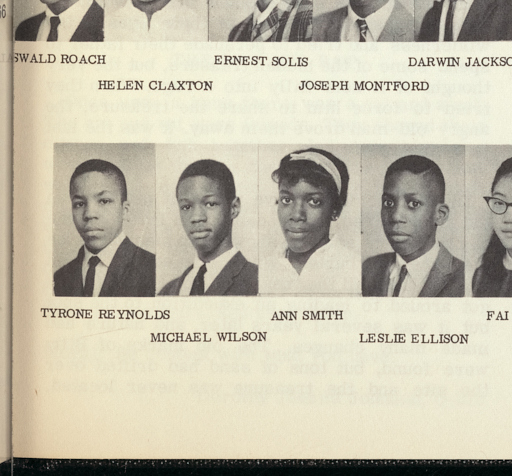 ERNEST SOLIS
HELEN CLAXTON
JOSEPH MONTFORD
TYRONE REYNOLDS
ANN SMITH
FAI
MICHAEL WILSON
LESLIE ELLISON
SWALD ROACH
DARWIN JACKSO